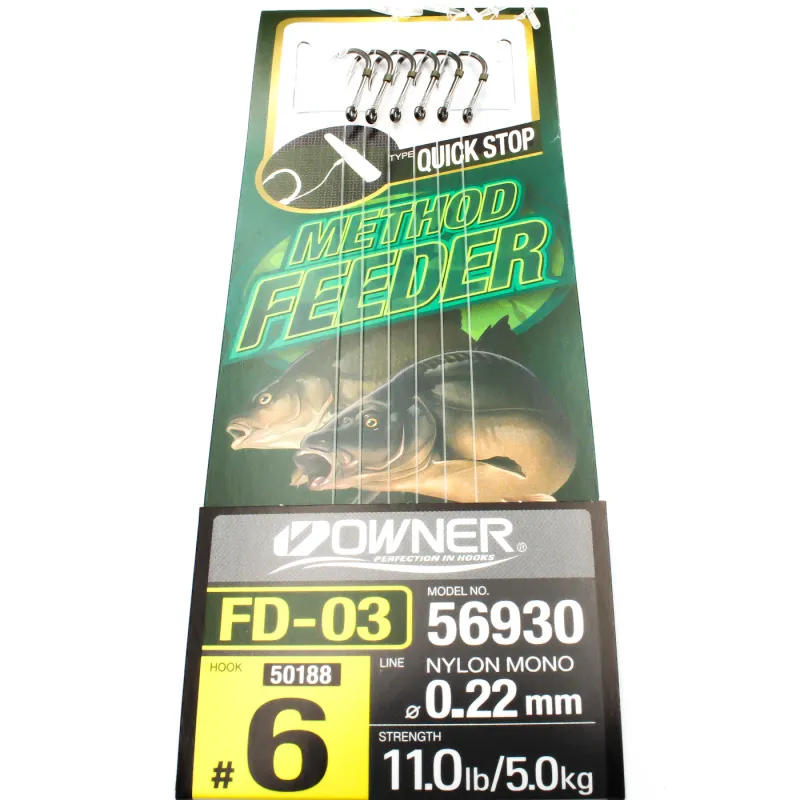 TYPE QUICK STOP
METHOD
FEEDER
OWNER®
PERFECTION IN HOOKS
FD-03
MODEL NO.
56930
HOOK
50188
#6
LINE
NYLON MONO
ø 0.22 mm
STRENGTH
11.0lb/5.0kg